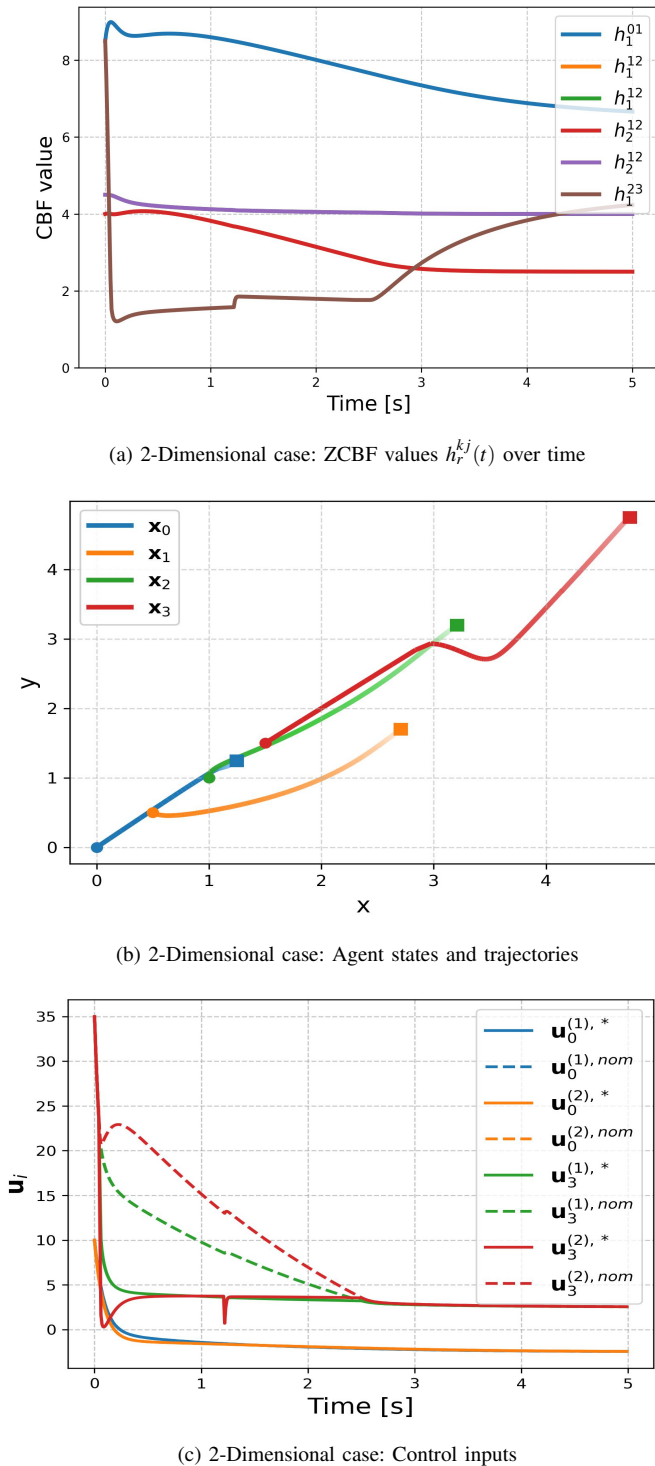 8
6
4
2
0
CBF value
h_1^{01}
h_1^{12}
h_1^{12}
h_2^{12}
h_2^{12}
h_1^{23}
0 1 2 3 4 5
Time [s]
(a) 2-Dimensional case: ZCBF values h_r^{kj}(t) over time
4
3
2
1
0
y
x_0
x_1
x_2
x_3
0 1 2 3 4
x
(b) 2-Dimensional case: Agent states and trajectories
35
30
25
20
15
10
5
0
u_i
u_0^{(1), *}
u_0^{(1), nom}
u_0^{(2), *}
u_0^{(2), nom}
u_3^{(1), *}
u_3^{(1), nom}
u_3^{(2), *}
u_3^{(2), nom}
0 1 2 3 4 5
Time [s]
(c) 2-Dimensional case: Control inputs